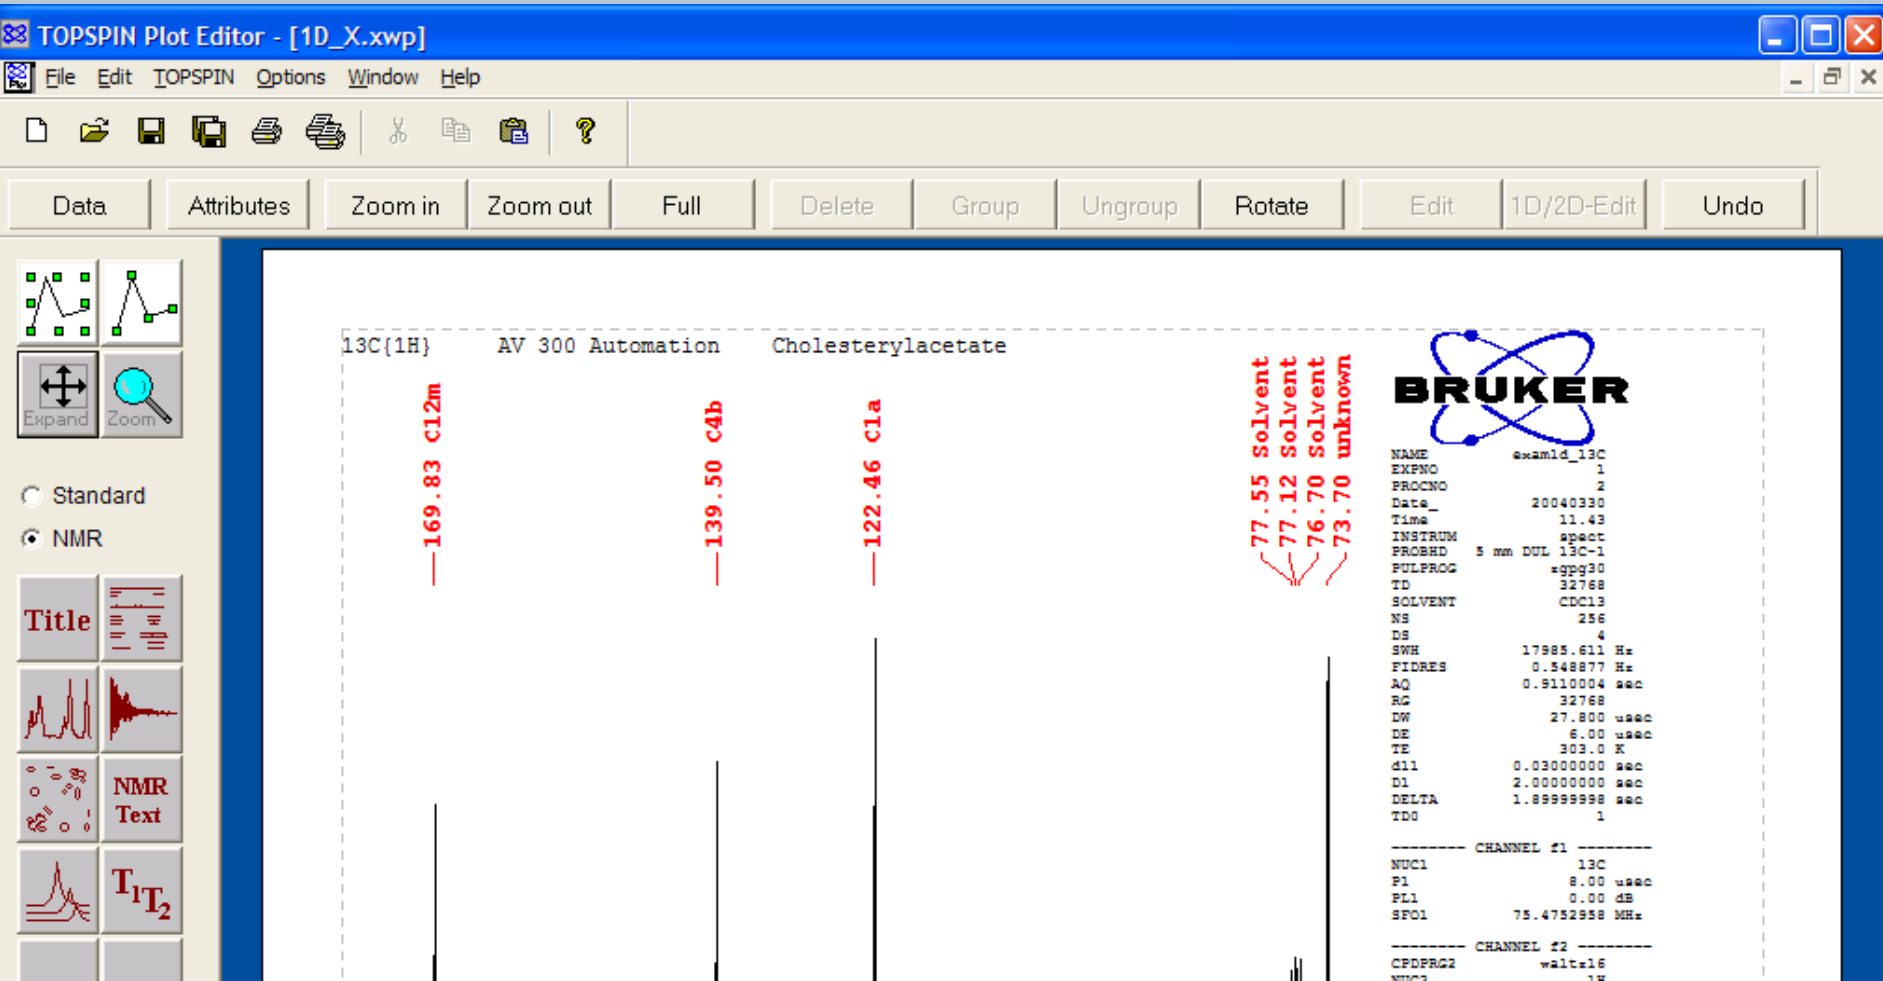 TOPSPIN Plot Editor - [1D_X.xwp]
File Edit TOPSPIN Options Window Help
Data Attributes Zoom in Zoom out Full Delete Group Ungroup Rotate Edit 1D/2D-Edit Undo
Expand Zoom
Standard
NMR
Title
NMR
Text
T1T2
13C{1H} AV 300 Automation Cholesterylacetate
169.83 C12m
139.50 C4b
122.46 C1a
77.55 Solvent
77.12 Solvent
76.70 Solvent
73.70 unknown
BRUKER
NAME exam1d_13C
EXPNO 1
PROCNO 2
Date_ 20040330
Time 11.43
INSTRUM spect
PROBHD 5 mm DUL 13C-1
PULPROG zgpg30
TD 32768
SOLVENT CDCl3
NS 256
DS 4
SWH 17985.611 Hz
FIDRES 0.548877 Hz
AQ 0.9110004 sec
RG 32768
DW 27.800 usec
DE 6.00 usec
TE 303.0 K
d11 0.03000000 sec
D1 2.00000000 sec
DELTA 1.89999998 sec
TD0 1
-------- CHANNEL f1 --------
NUC1 13C
P1 8.00 usec
PL1 0.00 dB
SFO1 75.4752958 MHz
-------- CHANNEL f2 --------
CPDPRG2 waltz16
NUC2 1H